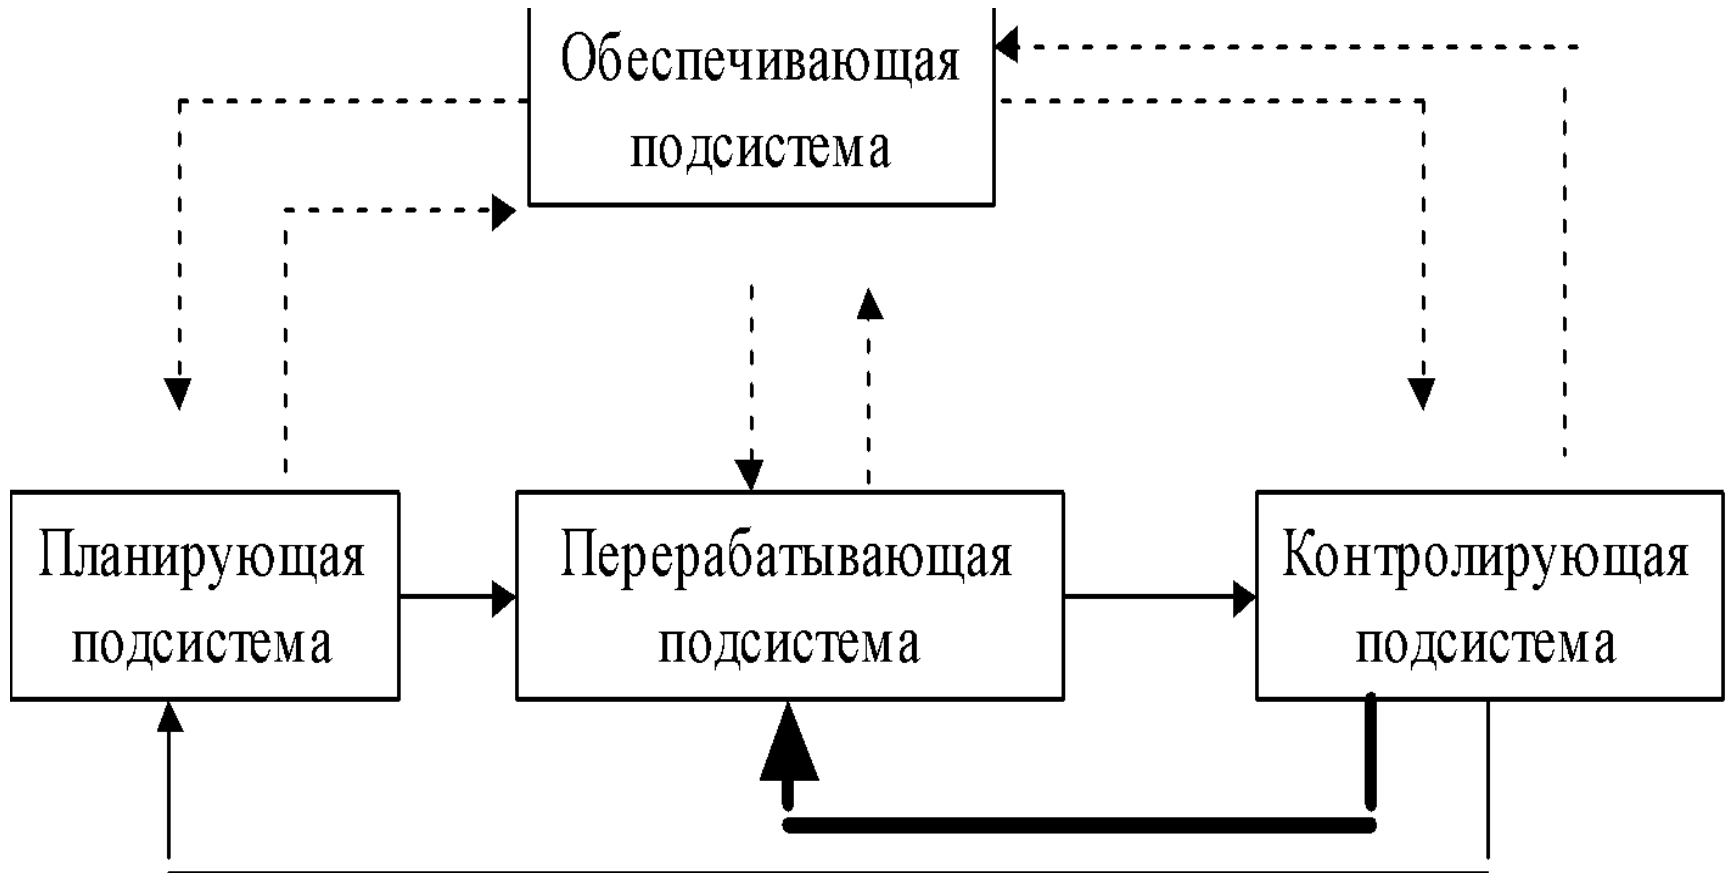 Обеспечивающая
подсистема
Планирующая
подсистема
Перерабатывающая
подсистема
Контролирующая
подсистема